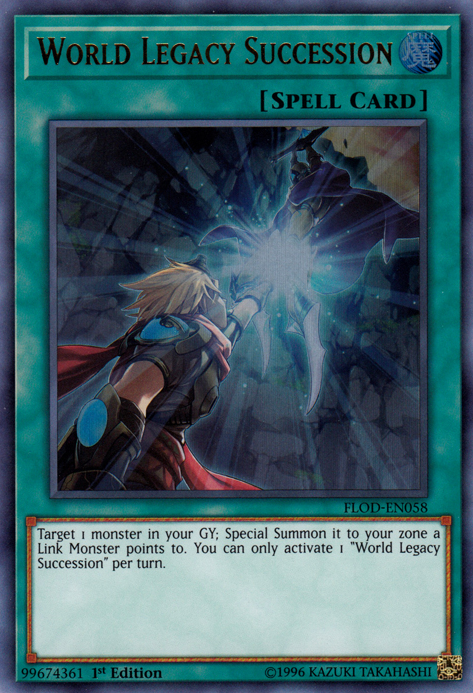 World Legacy Succession
SPELL
魔
[Spell Card]
FLOD-EN058
Target 1 monster in your GY; Special Summon it to your zone a
Link Monster points to. You can only activate 1 "World Legacy
Succession" per turn.
99674361 1st Edition ©1996 KAZUKI TAKAHASHI